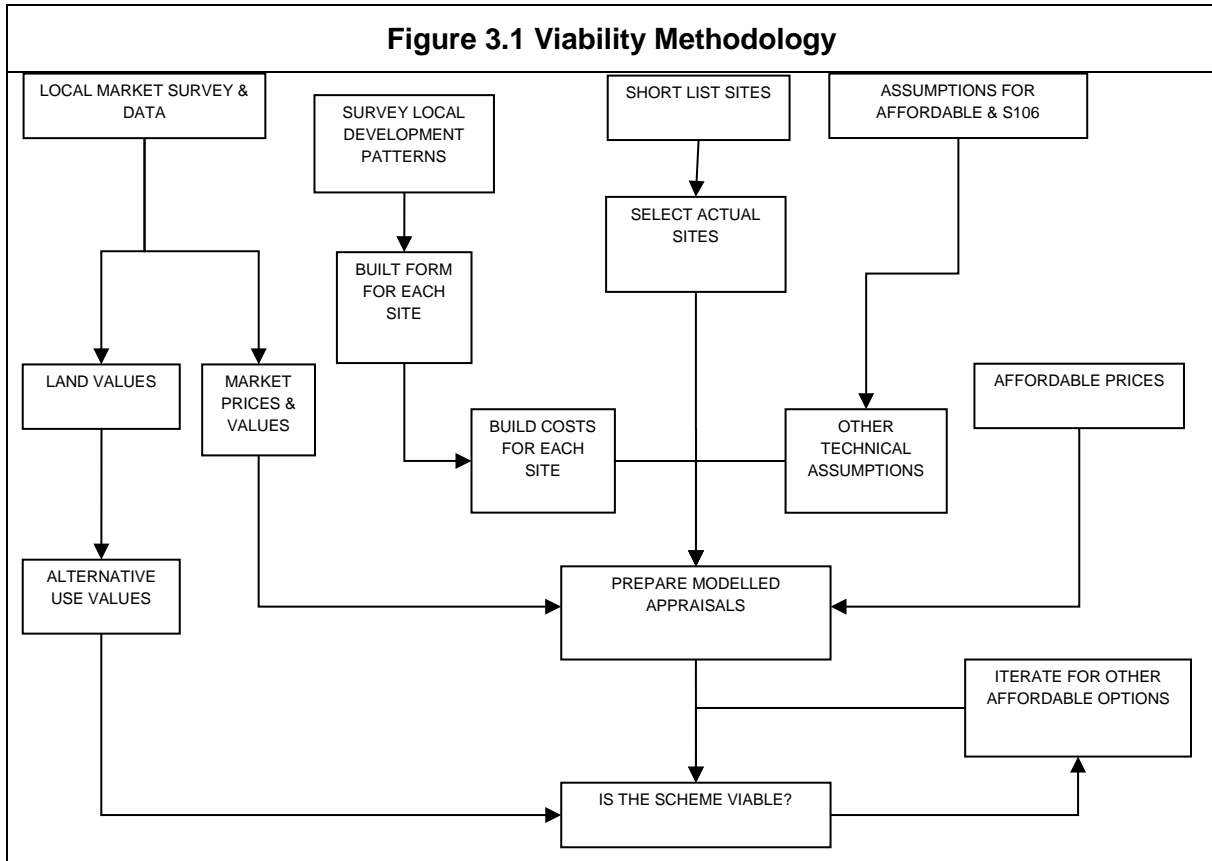 Figure 3.1 Viability Methodology
LOCAL MARKET SURVEY &
DATA
SURVEY LOCAL
DEVELOPMENT
PATTERNS
SHORT LIST SITES
ASSUMPTIONS FOR
AFFORDABLE & S106
SELECT ACTUAL
SITES
BUILT FORM
FOR EACH
SITE
LAND VALUES
MARKET
PRICES &
VALUES
BUILD COSTS
FOR EACH
SITE
OTHER
TECHNICAL
ASSUMPTIONS
AFFORDABLE PRICES
ALTERNATIVE
USE VALUES
PREPARE MODELLED
APPRAISALS
ITERATE FOR OTHER
AFFORDABLE OPTIONS
IS THE SCHEME VIABLE?